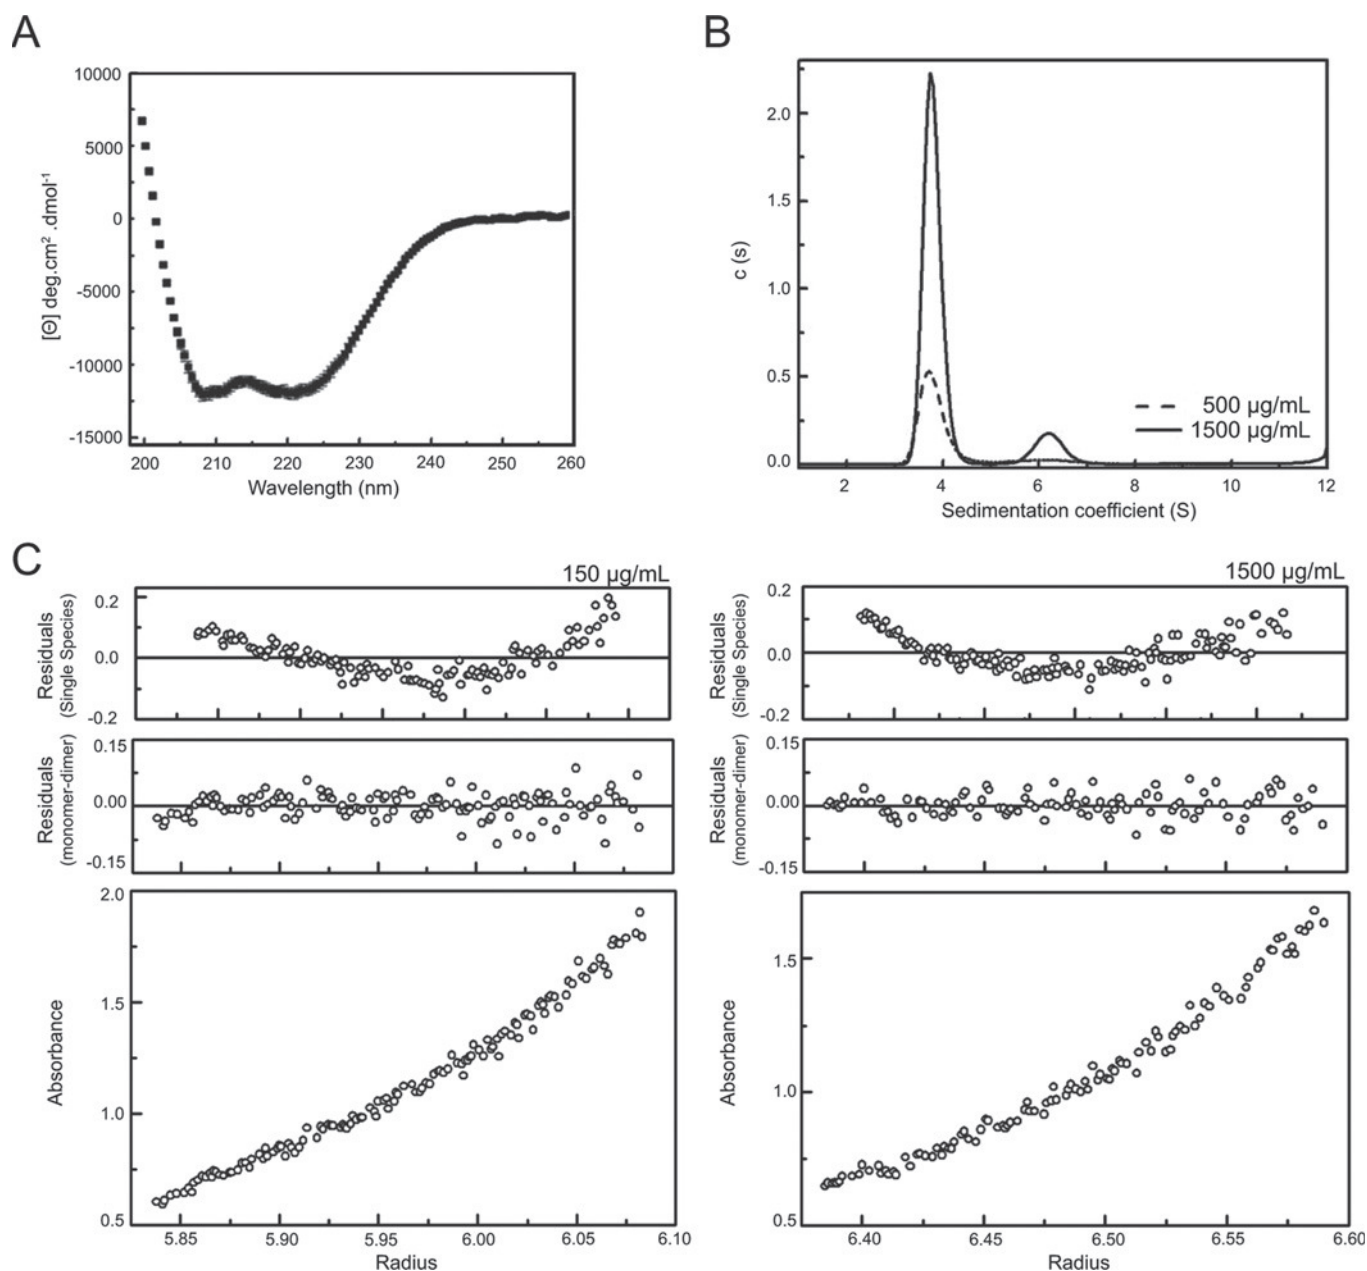 A
10000
5000
0
-5000
-10000
-15000
[Θ] deg.cm² .dmol⁻¹
200 210 220 230 240 250 260
Wavelength (nm)
B
2.0
1.5
1.0
0.5
0.0
c (s)
500 µg/mL
1500 µg/mL
2 4 6 8 10 12
Sedimentation coefficient (S)
C
150 µg/mL
0.2
0.0
-0.2
Residuals
(Single Species)
0.15
0.00
-0.15
Residuals
(monomer-dimer)
2.0
1.5
1.0
0.5
Absorbance
5.85 5.90 5.95 6.00 6.05 6.10
Radius
1500 µg/mL
0.2
0.0
-0.2
Residuals
(Single Species)
0.15
0.00
-0.15
Residuals
(monomer-dimer)
1.5
1.0
0.5
Absorbance
6.40 6.45 6.50 6.55 6.60
Radius